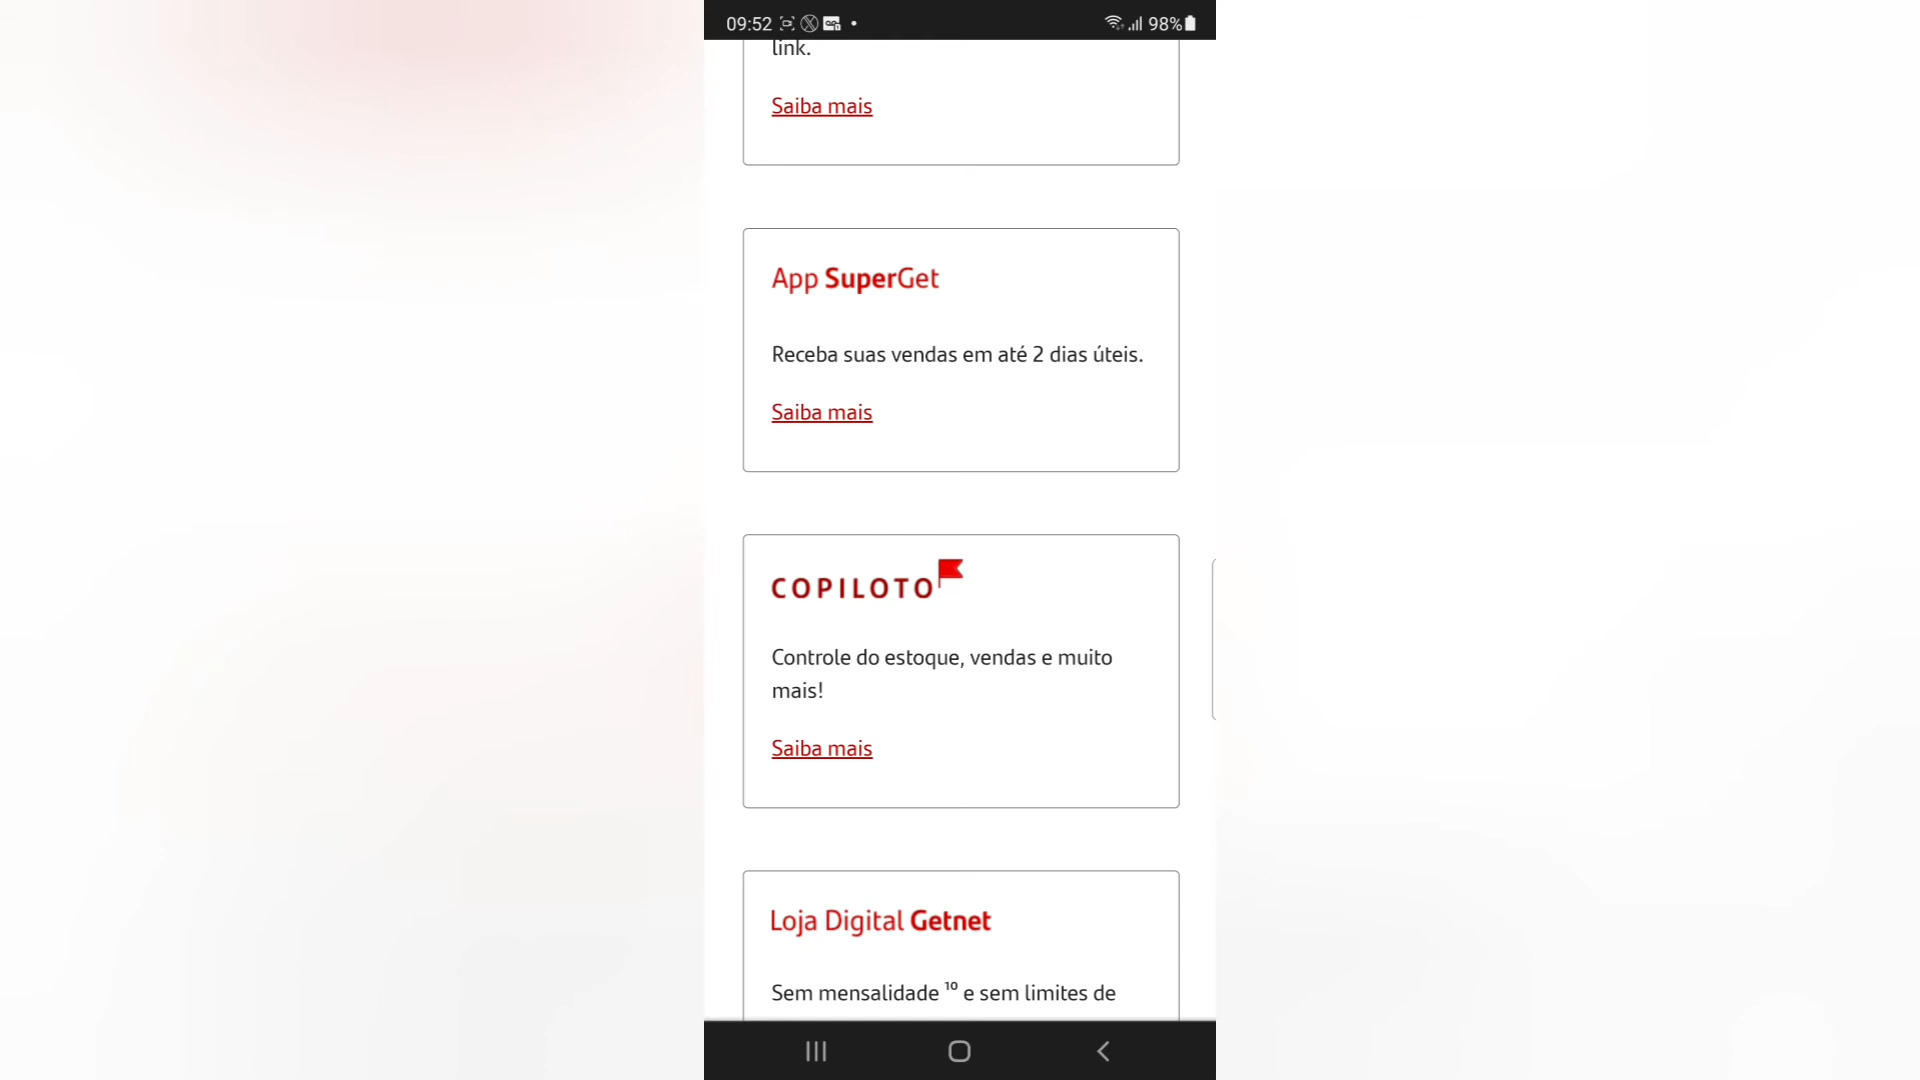 09:52
98%
link.
Saiba mais
App SuperGet
Receba suas vendas em até 2 dias úteis.
Saiba mais
COPILOTO
Controle do estoque, vendas e muito
mais!
Saiba mais
Loja Digital Getnet
Sem mensalidade ¹⁰ e sem limites de